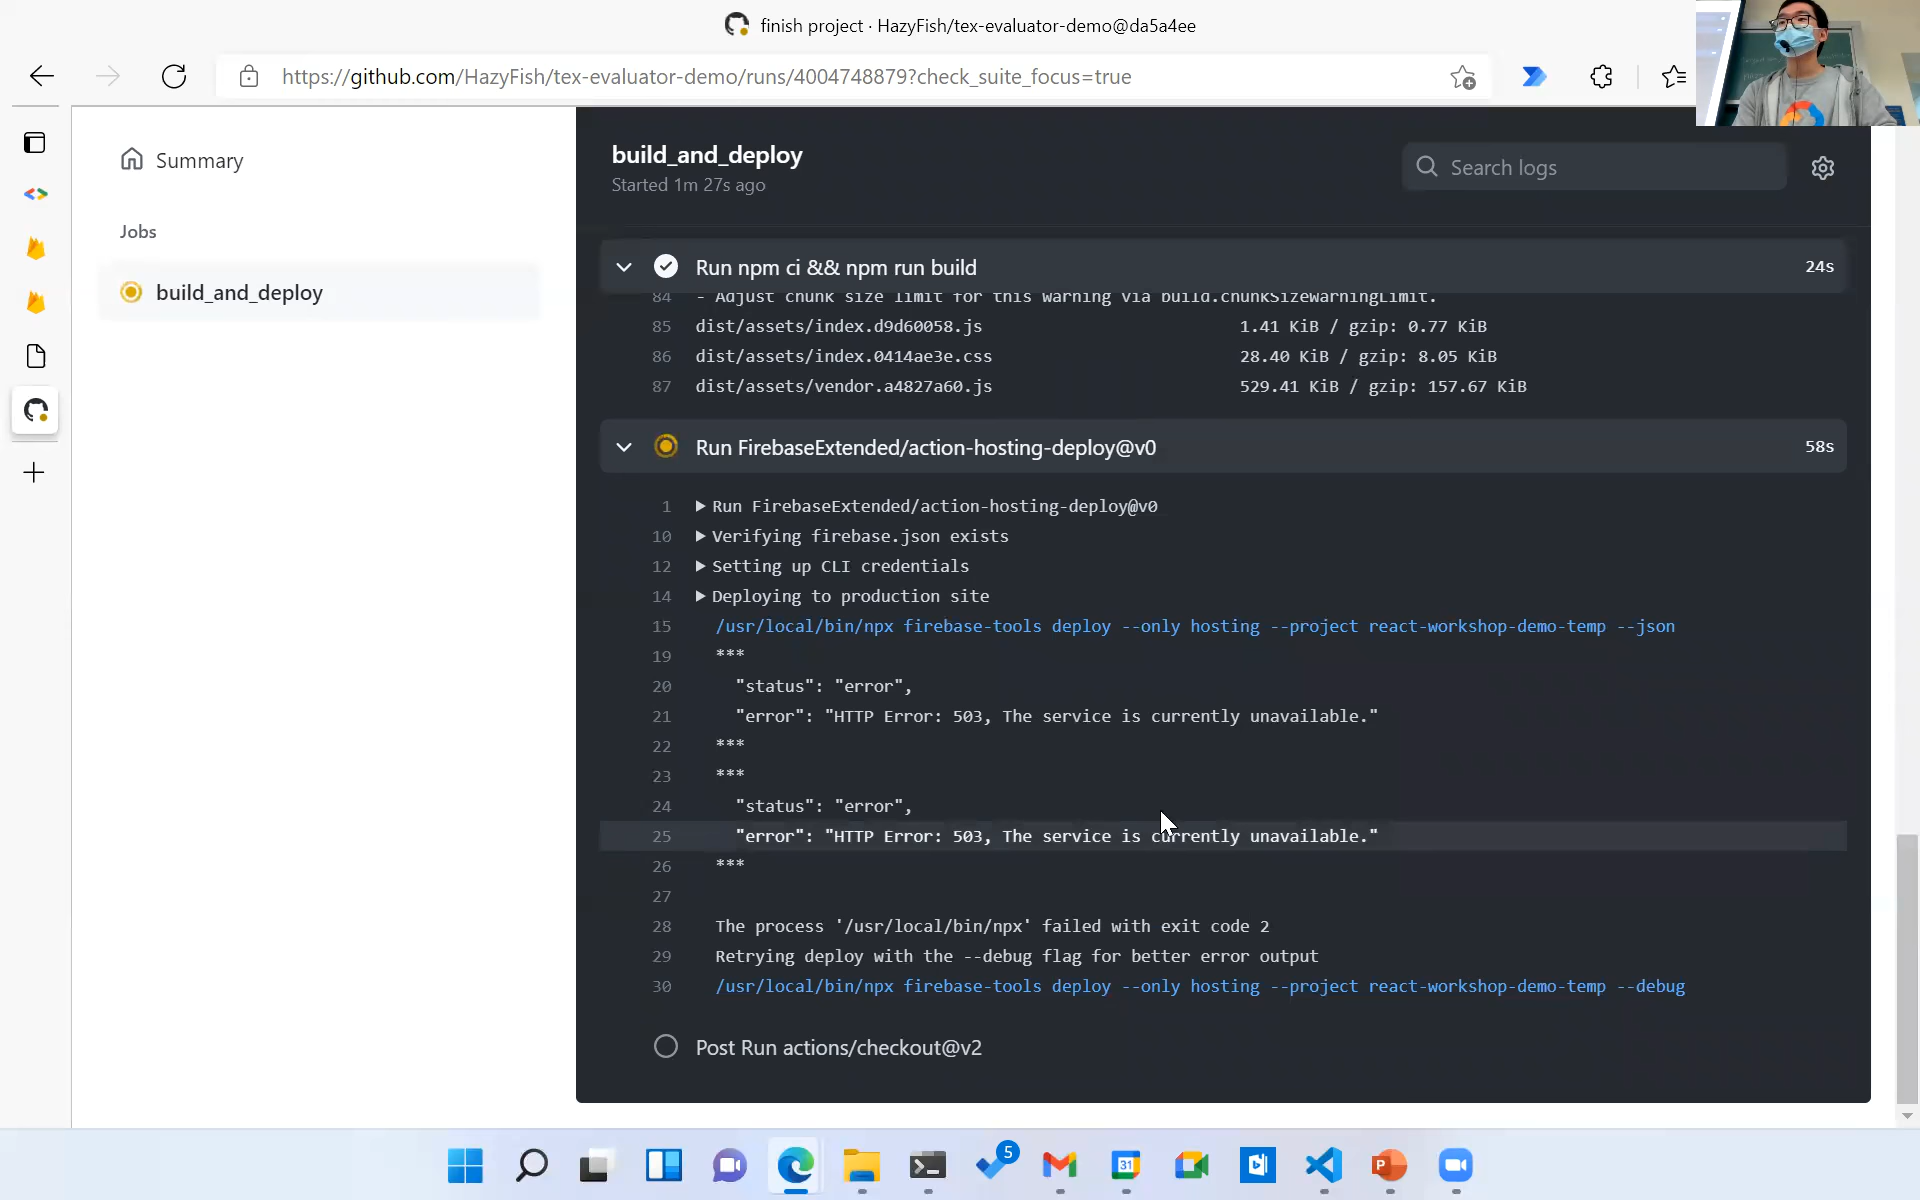 finish project · HazyFish/tex-evaluator-demo@da5a4ee
https://github.com/HazyFish/tex-evaluator-demo/runs/4004748879?check_suite_focus=true
Summary
Jobs
build_and_deploy
build_and_deploy
Started 1m 27s ago
Search logs
Run npm ci && npm run build 24s
84 - Adjust chunk size limit for this warning via build.chunkSizeWarningLimit.
85 dist/assets/index.d9d60058.js 1.41 KiB / gzip: 0.77 KiB
86 dist/assets/index.0414ae3e.css 28.40 KiB / gzip: 8.05 KiB
87 dist/assets/vendor.a4827a60.js 529.41 KiB / gzip: 157.67 KiB
Run FirebaseExtended/action-hosting-deploy@v0 58s
1 Run FirebaseExtended/action-hosting-deploy@v0
10 Verifying firebase.json exists
12 Setting up CLI credentials
14 Deploying to production site
15 /usr/local/bin/npx firebase-tools deploy --only hosting --project react-workshop-demo-temp --json
19 ***
20 "status": "error",
21 "error": "HTTP Error: 503, The service is currently unavailable."
22 ***
23 ***
24 "status": "error",
25 "error": "HTTP Error: 503, The service is currently unavailable."
26 ***
27
28 The process '/usr/local/bin/npx' failed with exit code 2
29 Retrying deploy with the --debug flag for better error output
30 /usr/local/bin/npx firebase-tools deploy --only hosting --project react-workshop-demo-temp --debug
Post Run actions/checkout@v2
5
31